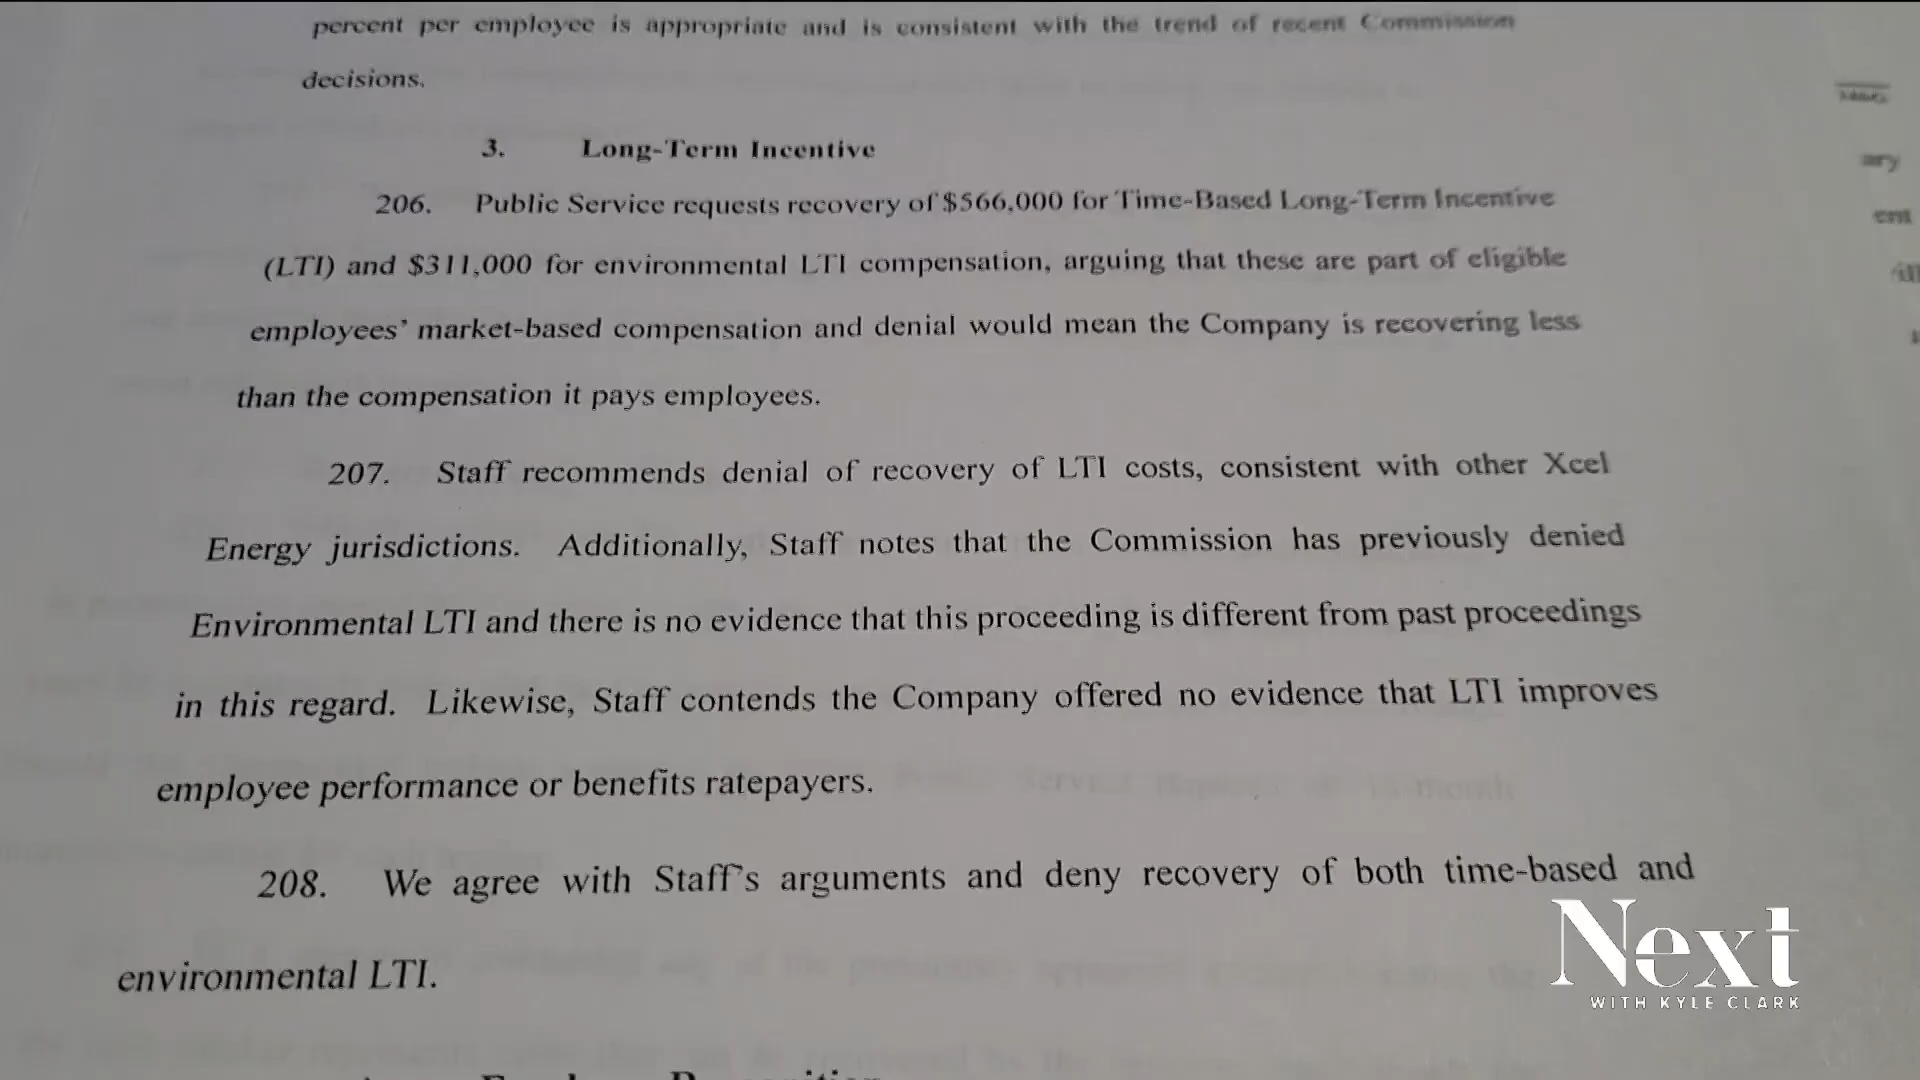 percent per employee is appropriate and is consistent with the trend of recent Commission
decisions.
3. Long-Term Incentive
206. Public Service requests recovery of $566,000 for Time-Based Long-Term Incentive
(LTI) and $311,000 for environmental LTI compensation, arguing that these are part of eligible
employees' market-based compensation and denial would mean the Company is recovering less
than the compensation it pays employees.
207. Staff recommends denial of recovery of LTI costs, consistent with other Xcel
Energy jurisdictions. Additionally, Staff notes that the Commission has previously denied
Environmental LTI and there is no evidence that this proceeding is different from past proceedings
in this regard. Likewise, Staff contends the Company offered no evidence that LTI improves
employee performance or benefits ratepayers.
208. We agree with Staff's arguments and deny recovery of both time-based and
environmental LTI.
ary
ent
Next
WITH KYLE CLARK